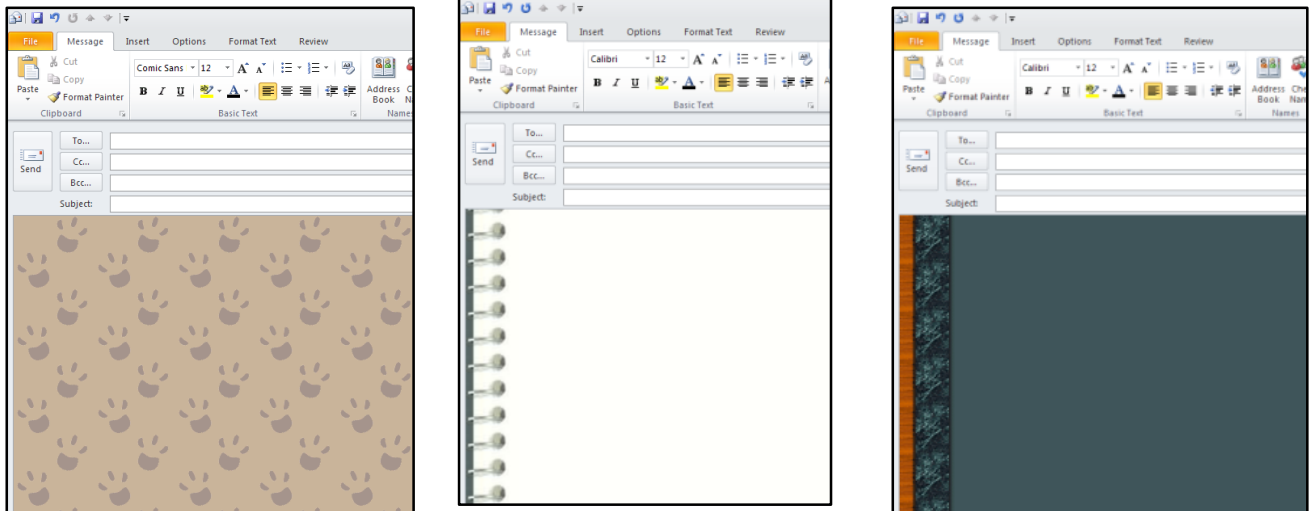 File Message Insert Options Format Text Review
Cut
Copy
Paste
Format Painter
Comic Sans 12 A A
B I U A
Address
Book
Clipboard Basic Text Names
To...
Cc...
Bcc...
Send
Subject:
File Message Insert Options Format Text Review
Cut
Copy
Paste
Format Painter
Calibri 12 A A
B I U A
Clipboard Basic Text
To...
Cc...
Bcc...
Send
Subject:
File Message Insert Options Format Text Review
Cut
Copy
Paste
Format Painter
Calibri 12 A A
B I U A
Address
Book
Clipboard Basic Text Names
To...
Cc...
Bcc...
Send
Subject: